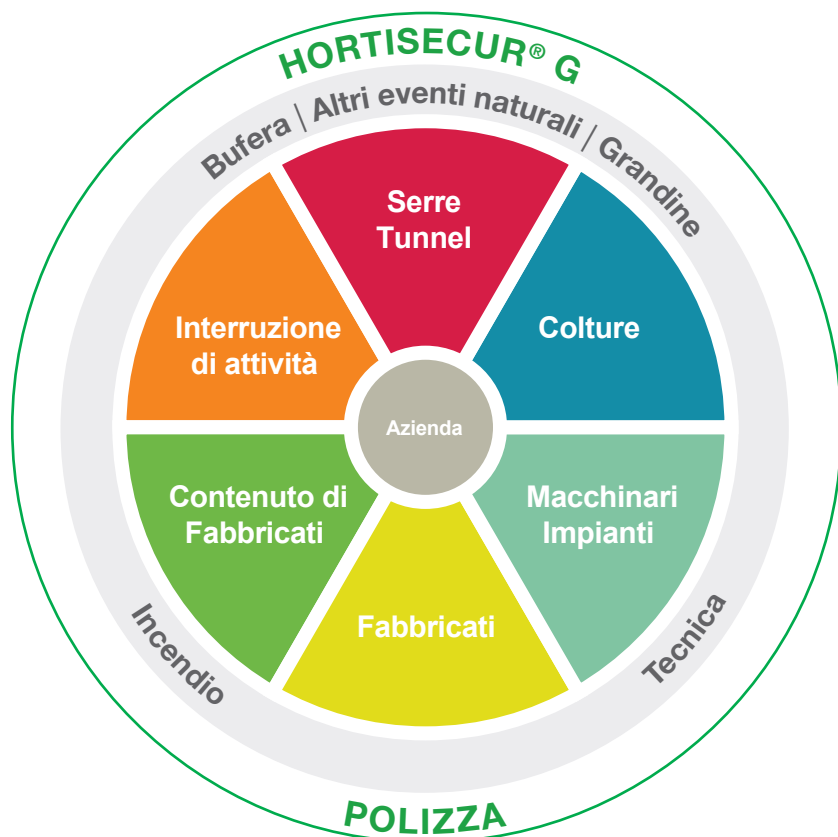 HORTISECUR® G
Bufera | Altri eventi naturali | Grandine
Serre
Tunnel
Interruzione
di attività
Colture
Azienda
Contenuto di
Fabbricati
Macchinari
Impianti
Fabbricati
Incendio
Tecnica
POLIZZA